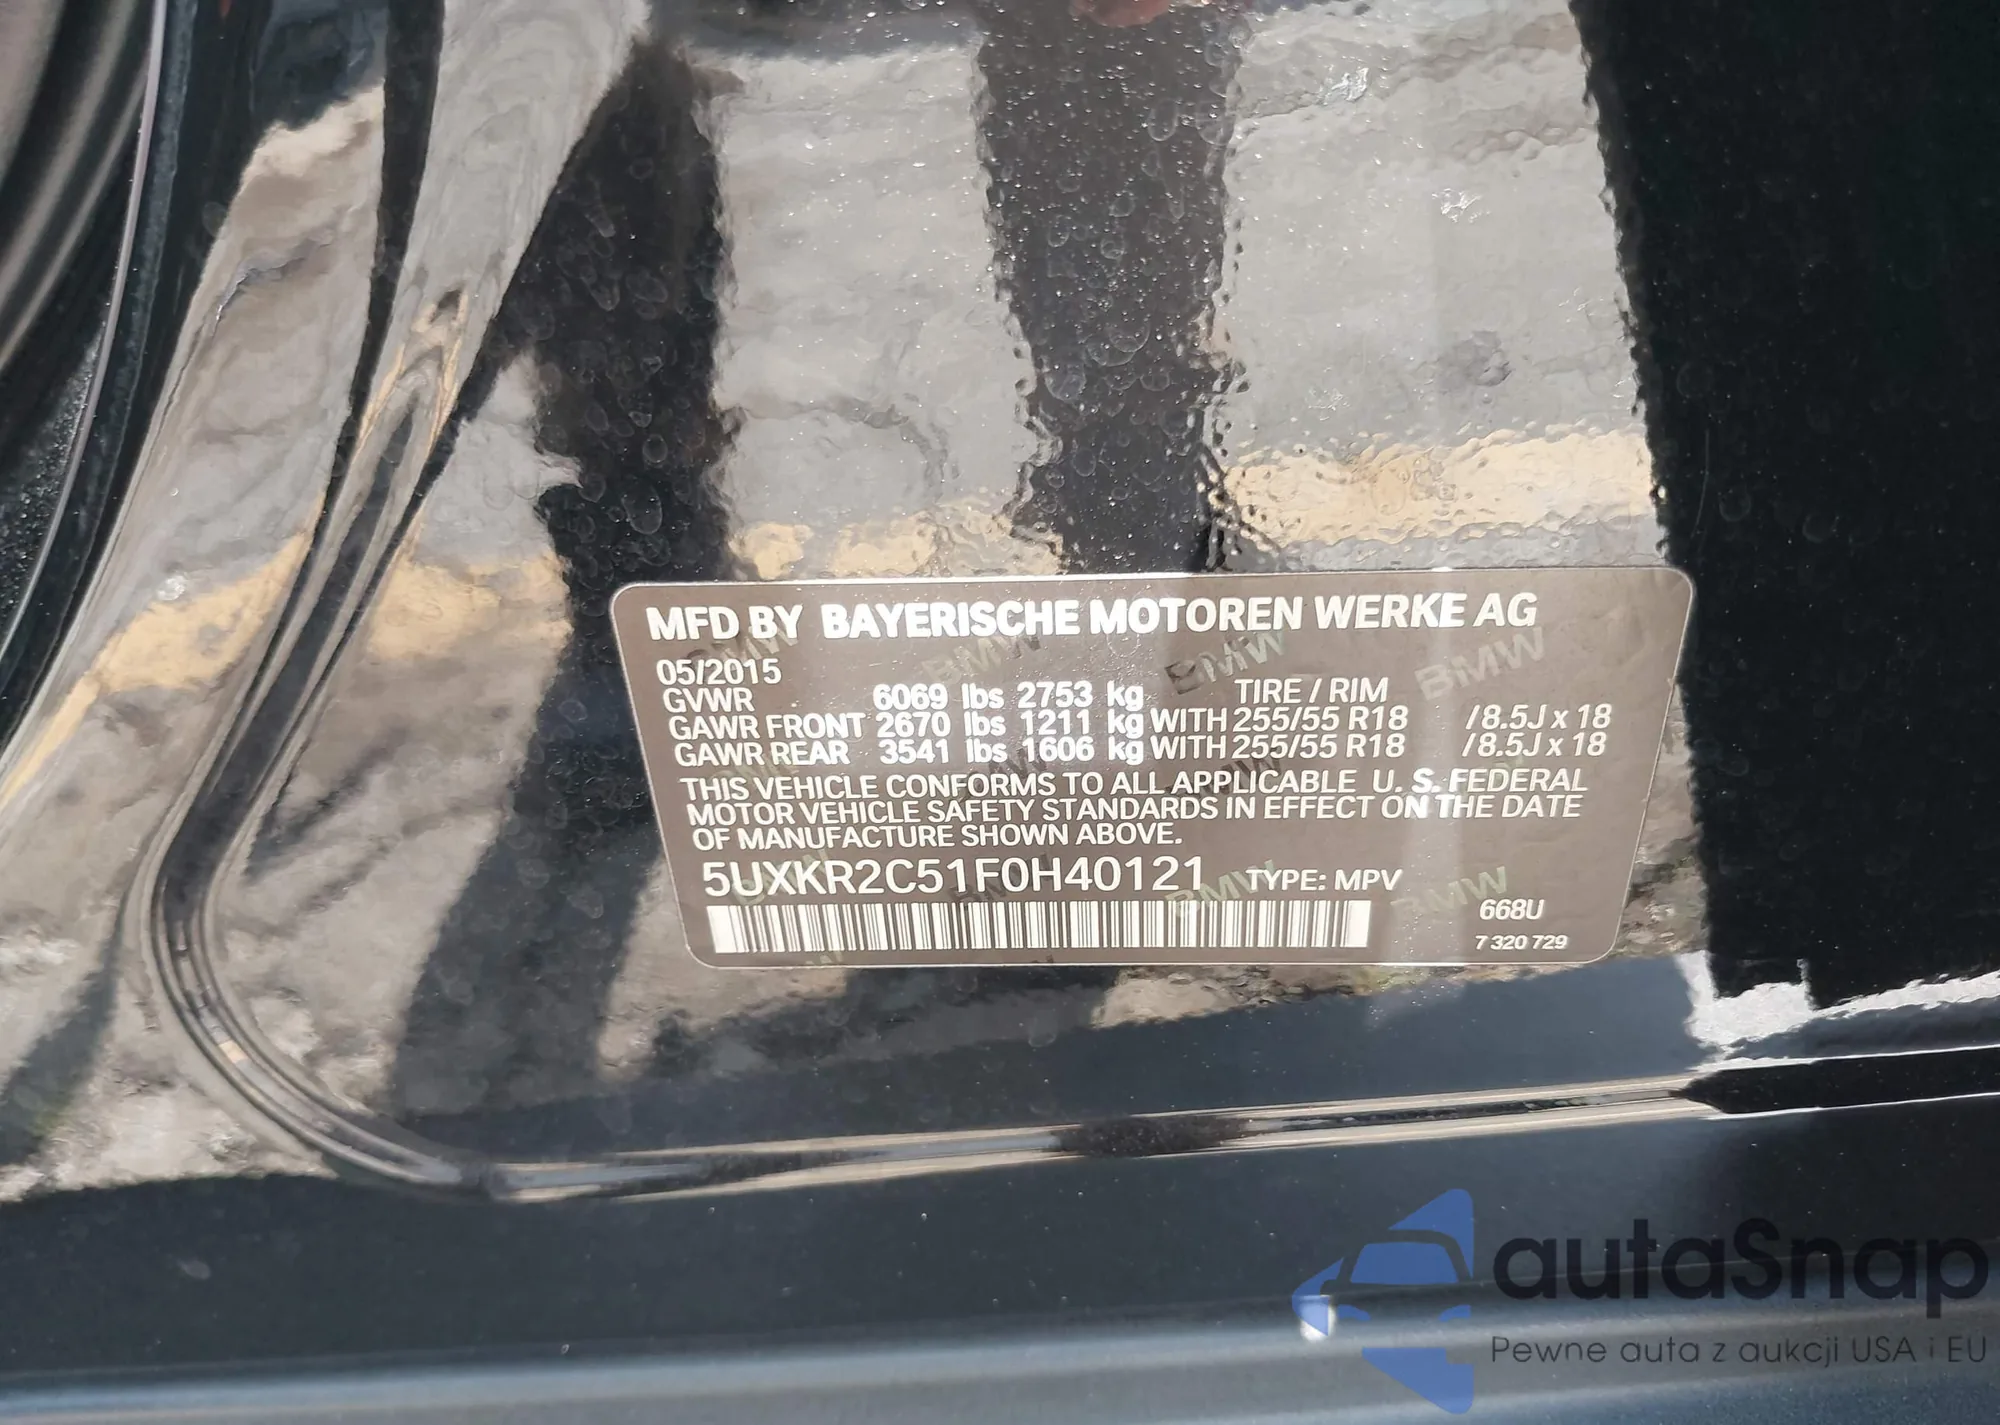 MFD BY BAYERISCHE MOTOREN WERKE AG
05/2015
GVWR 6069 lbs 2753 kg TIRE / RIM
GAWR FRONT 2670 lbs 1211 kg WITH 255/55 R18 / 8.5J x 18
GAWR REAR 3541 lbs 1606 kg WITH 255/55 R18 / 8.5J x 18
THIS VEHICLE CONFORMS TO ALL APPLICABLE U. S. FEDERAL
MOTOR VEHICLE SAFETY STANDARDS IN EFFECT ON THE DATE
OF MANUFACTURE SHOWN ABOVE.
5UXKR2C51F0H40121 TYPE: MPV
668U
7 320 729
autaSnap
Pewne auta z aukcji USA i EU